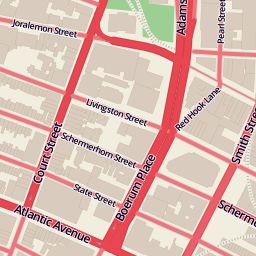 Joralemon Street
Adams
Pearl Street
Livingston Street
Red Hook Lane
Court Street
Schermerhorn Street
Smith Stre
State Street
Boerum Place
Scherme
Atlantic Avenue